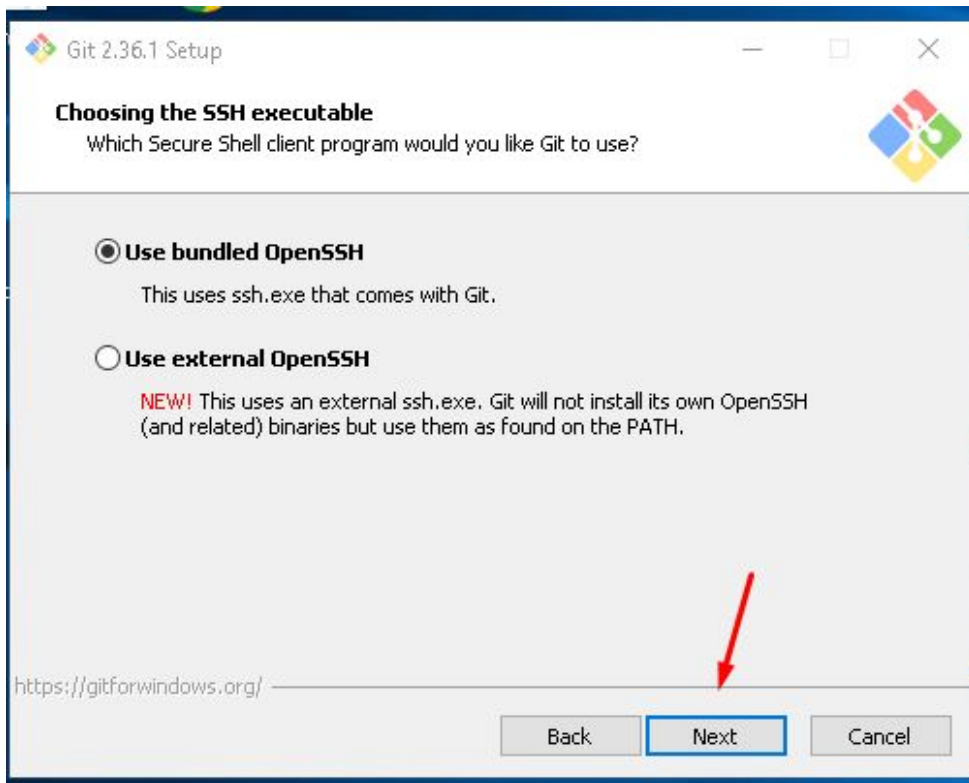 Git 2.36.1 Setup
Choosing the SSH executable
Which Secure Shell client program would you like Git to use?
Use bundled OpenSSH
This uses ssh.exe that comes with Git.
Use external OpenSSH
NEW! This uses an external ssh.exe. Git will not install its own OpenSSH
(and related) binaries but use them as found on the PATH.
https://gitforwindows.org/
Back Next Cancel